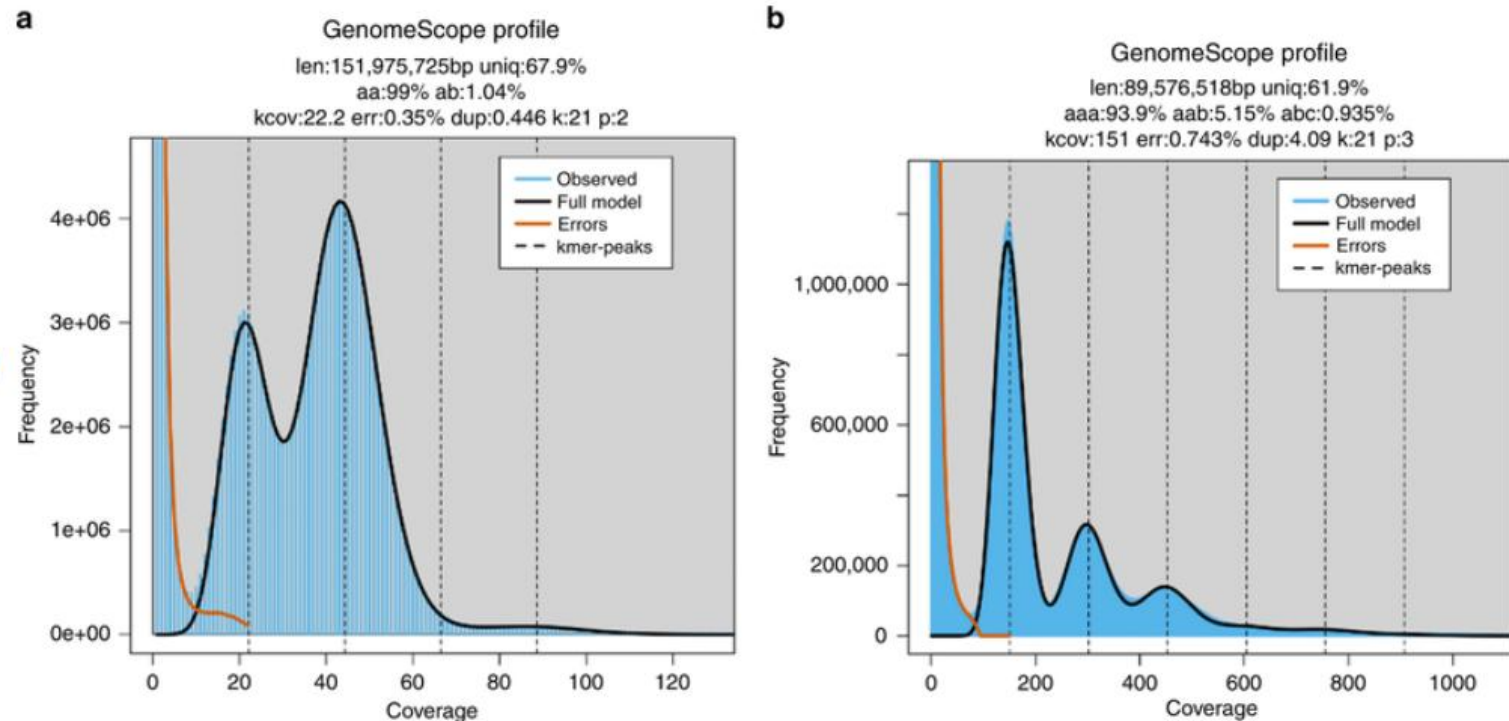 a
GenomeScope profile
len:151,975,725bp uniq:67.9%
aa:99% ab:1.04%
kcov:22.2 err:0.35% dup:0.446 k:21 p:2
Observed
Full model
Errors
kmer-peaks
4e+06
3e+06
2e+06
1e+06
0e+00
Frequency
0 20 40 60 80 100 120
Coverage
b
GenomeScope profile
len:89,576,518bp uniq:61.9%
aaa:93.9% aab:5.15% abc:0.935%
kcov:151 err:0.743% dup:4.09 k:21 p:3
Observed
Full model
Errors
kmer-peaks
1,000,000
600,000
200,000
0
Frequency
0 200 400 600 800 1000
Coverage